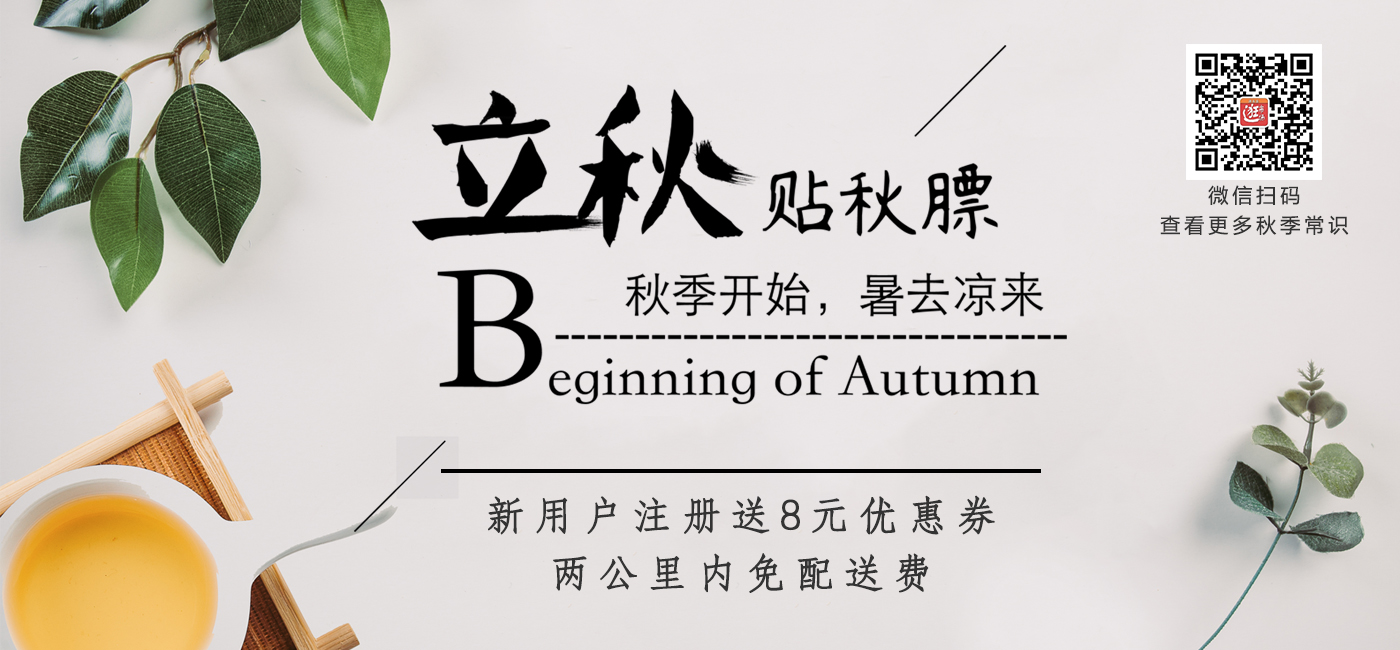 立秋 贴秋膘
秋季开始，暑去凉来
Beginning of Autumn
新用户注册送8元优惠券
两公里内免配送费
微信扫码
查看更多秋季常识
逛